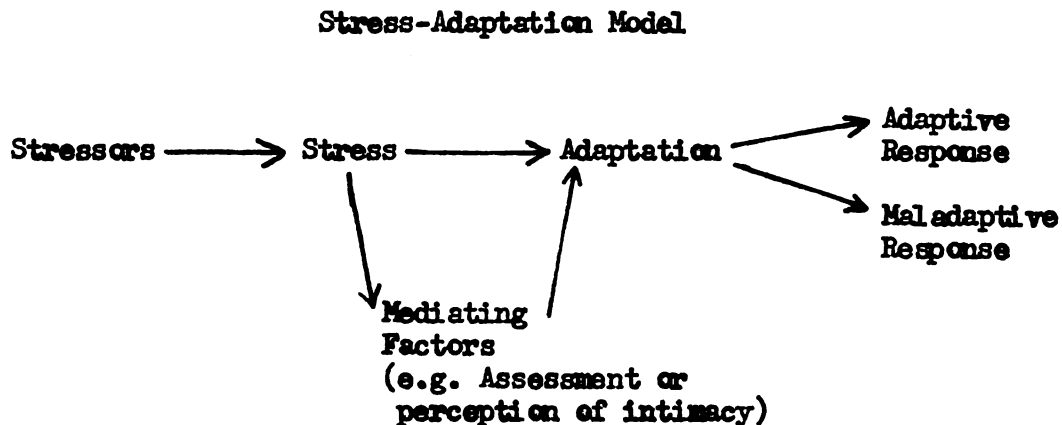 Stress-Adaptation Model
Stressors Stress Adaptation
Adaptive
Response
Maladaptive
Response
Mediating
Factors
(e.g. Assessment or
perception of intimacy)